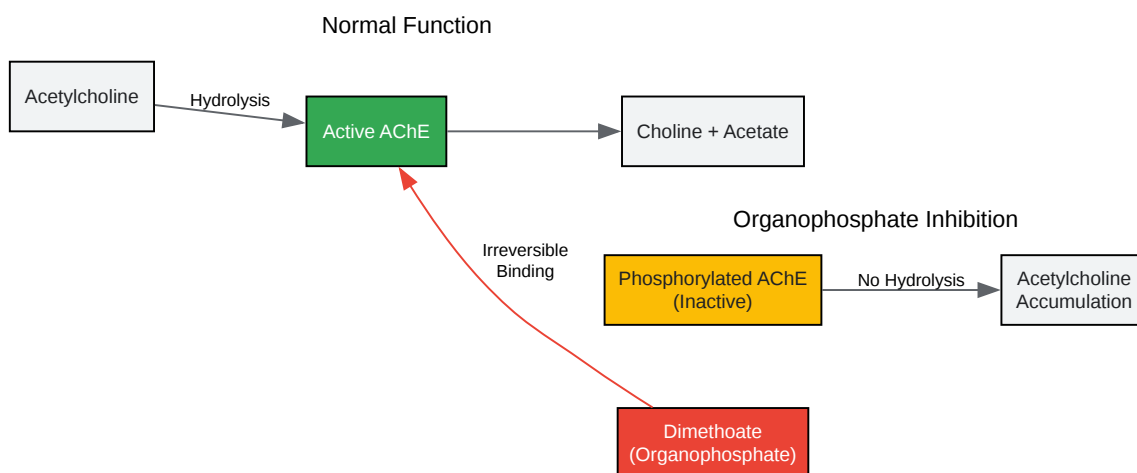 Normal Function
Acetylcholine
Hydrolysis
Active AChE
Choline + Acetate
Organophosphate Inhibition
Irreversible
Binding
Phosphorylated AChE
(Inactive)
No Hydrolysis
Acetylcholine
Accumulation
Dimethoate
(Organophosphate)